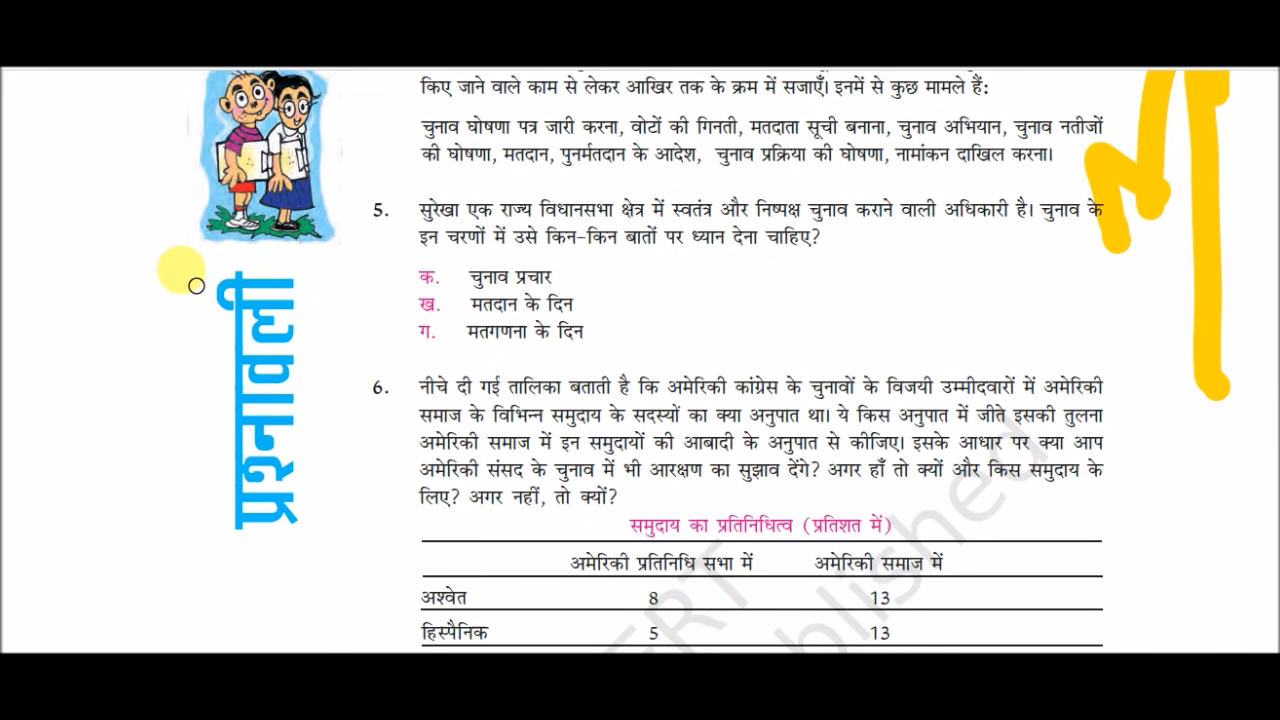 किए जाने वाले काम से लेकर आखिर तक के क्रम में सजाएँ। इनमें से कुछ मामले हैं:
चुनाव घोषणा पत्र जारी करना, वोटों की गिनती, मतदाता सूची बनाना, चुनाव अभियान, चुनाव नतीजों
की घोषणा, मतदान, पुनर्मतदान के आदेश, चुनाव प्रक्रिया की घोषणा, नामांकन दाखिल करना।
5. सुरेखा एक राज्य विधानसभा क्षेत्र में स्वतंत्र और निष्पक्ष चुनाव कराने वाली अधिकारी है। चुनाव के
इन चरणों में उसे किन-किन बातों पर ध्यान देना चाहिए?
क. चुनाव प्रचार
ख. मतदान के दिन
ग. मतगणना के दिन
प्रश्नावली
6. नीचे दी गई तालिका बताती है कि अमेरिकी कांग्रेस के चुनावों के विजयी उम्मीदवारों में अमेरिकी
समाज के विभिन्न समुदाय के सदस्यों का क्या अनुपात था। ये किस अनुपात में जीते इसकी तुलना
अमेरिकी समाज में इन समुदायों की आबादी के अनुपात से कीजिए। इसके आधार पर क्या आप
अमेरिकी संसद के चुनाव में भी आरक्षण का सुझाव देंगे? अगर हाँ तो क्यों और किस समुदाय के
लिए? अगर नहीं, तो क्यों?
समुदाय का प्रतिनिधित्व (प्रतिशत में)
अमेरिकी प्रतिनिधि सभा में अमेरिकी समाज में
अश्वेत 8 13
हिस्पैनिक 5 13